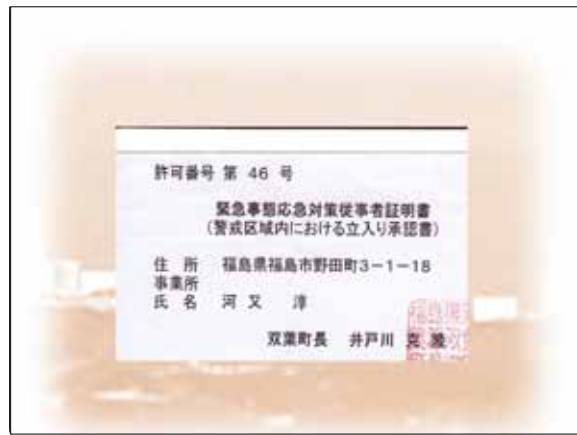 許可番号 第 46 号
緊急事態応急対策従事者証明書
(警戒区域内における立入り承認書)
住 所 福島県福島市野田町3-1-18
事業所
氏 名 河 又 淳
双葉町長 井戸川 克 隆